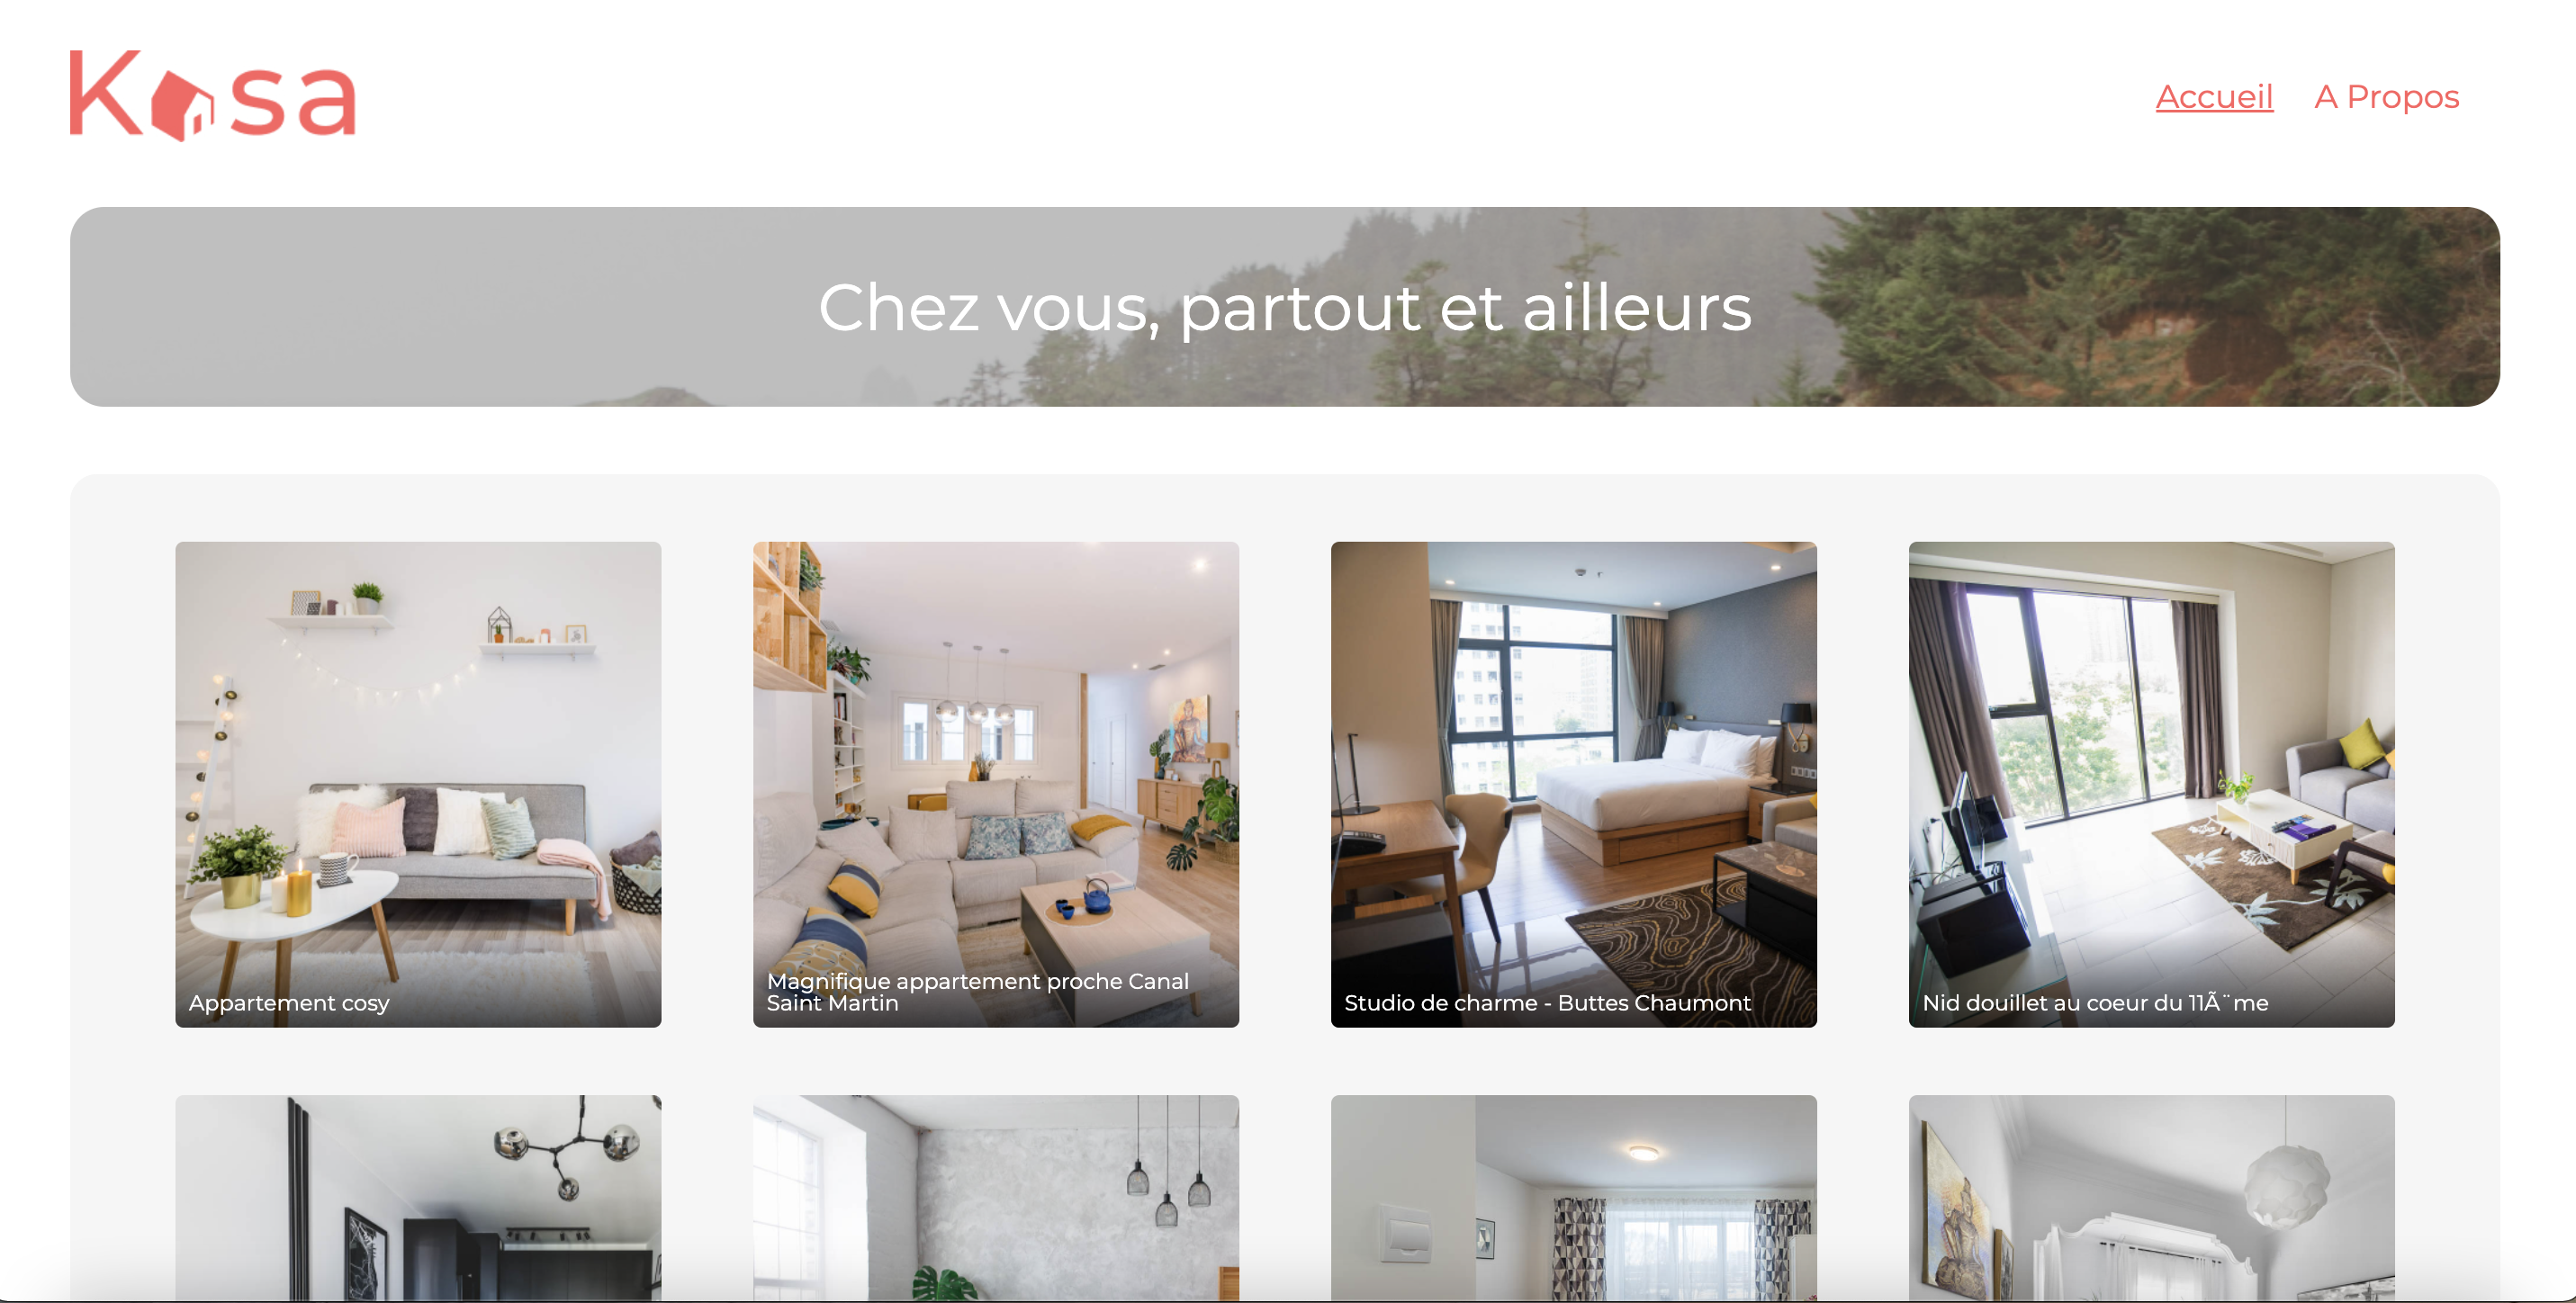 Kasa
Accueil
A Propos
Chez vous, partout et ailleurs
Appartement cosy
Magnifique appartement proche Canal
Saint Martin
Studio de charme - Buttes Chaumont
Nid douillet au coeur du 11Ã¨me